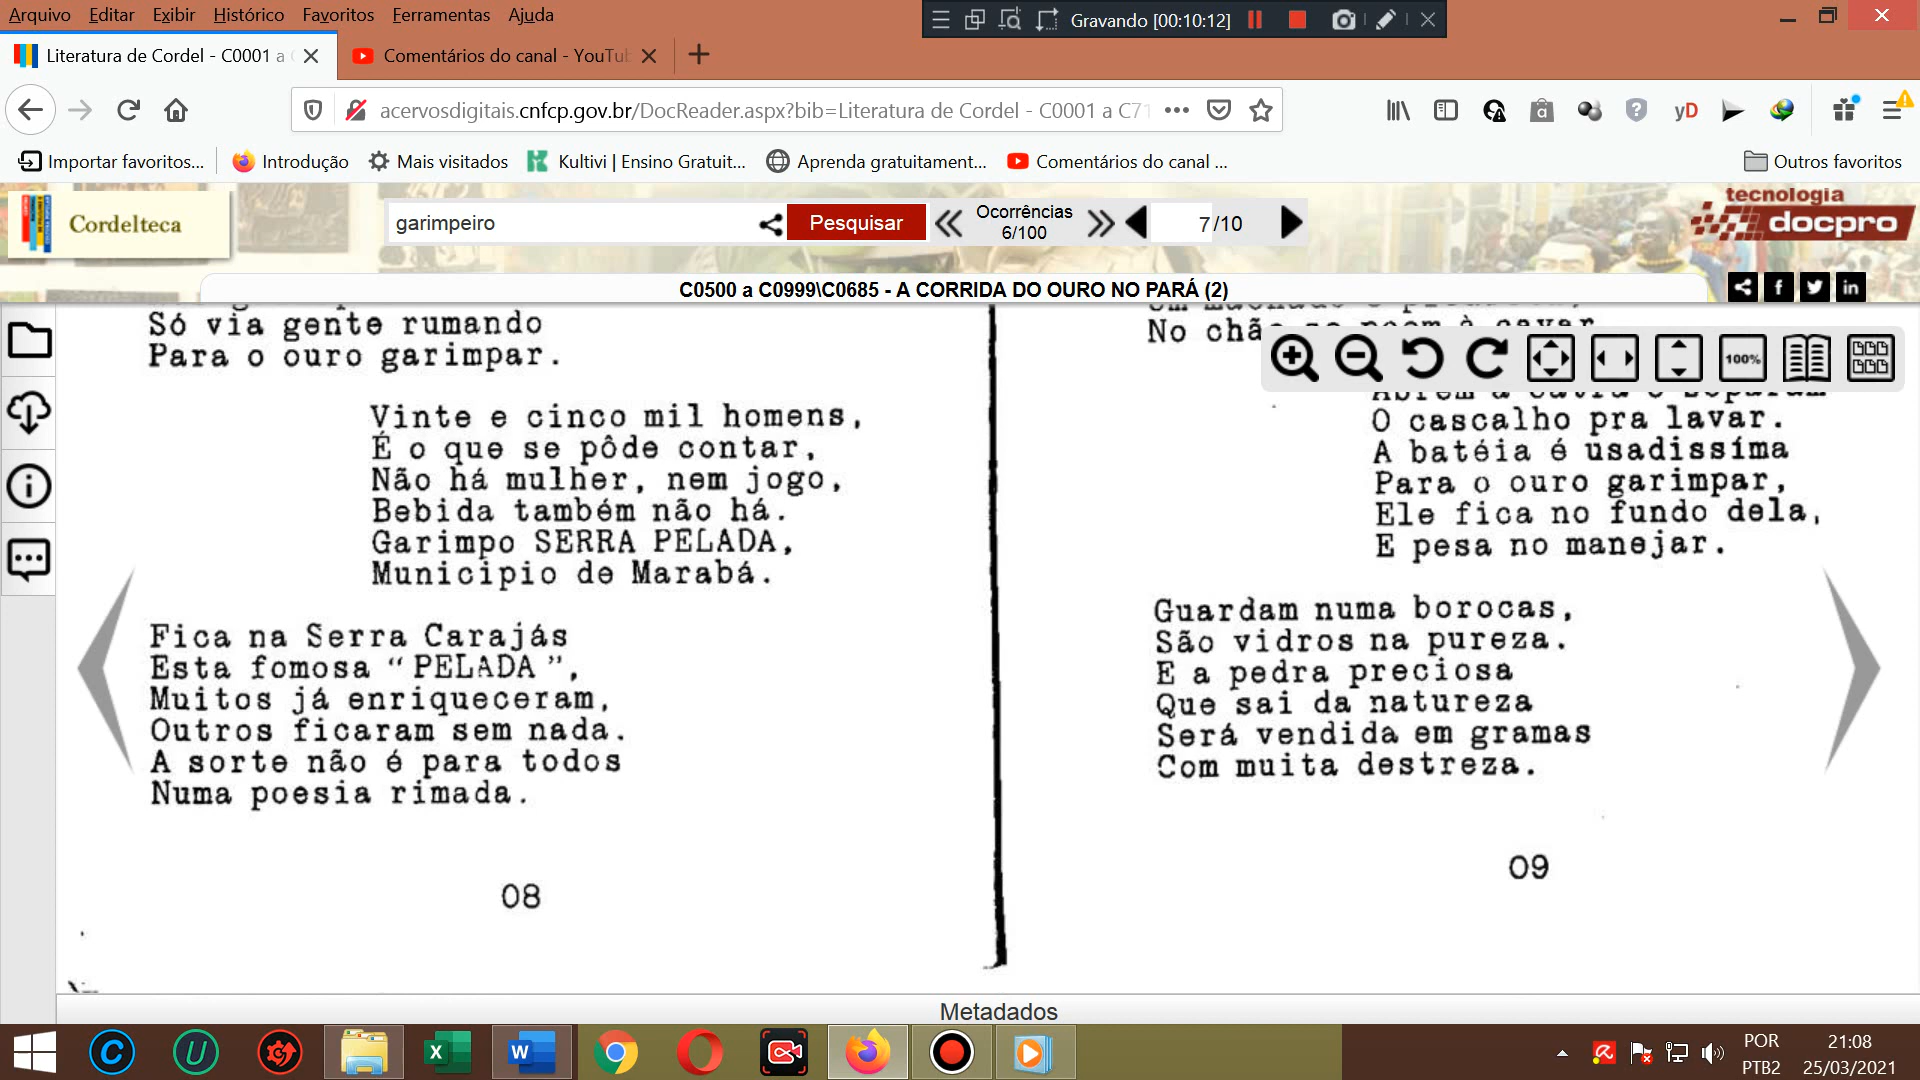 Arquivo Editar Exibir Histórico Favoritos Ferramentas Ajuda
Gravando [00:10:12]
Literatura de Cordel - C0001 a
Comentários do canal - YouTu
acervosdigitais.cnfcp.gov.br/DocReader.aspx?bib=Literatura de Cordel - C0001 a C71
yD
Importar favoritos...
Introdução
Mais visitados
Kultivi | Ensino Gratuit...
Aprenda gratuitament...
Comentários do canal ...
Outros favoritos
Cordelteca
garimpeiro
Pesquisar
Ocorrências
6/100
7 /10
tecnologia
docpro
C0500 a C0999\C0685 - A CORRIDA DO OURO NO PARÁ (2)
100%
Só via gente rumando
Para o ouro garimpar.
Vinte e cinco mil homens,
É o que se pôde contar,
Não há mulher, nem jogo,
Bebida também não há.
Garimpo SERRA PELADA,
Municipio de Marabá.
Fica na Serra Carajás
Esta fomosa “ PELADA ”,
Muitos já enriqueceram,
Outros ficaram sem nada.
A sorte não é para todos
Numa poesia rimada.
08
No chão
O cascalho pra lavar.
A batéia é usadissíma
Para o ouro garimpar,
Ele fica no fundo dela,
E pesa no manejar.
Guardam numa borocas,
São vidros na pureza.
E a pedra preciosa
Que sai da natureza
Será vendida em gramas
Com muita destreza.
09
Metadados
POR
PTB2
21:08
25/03/2021